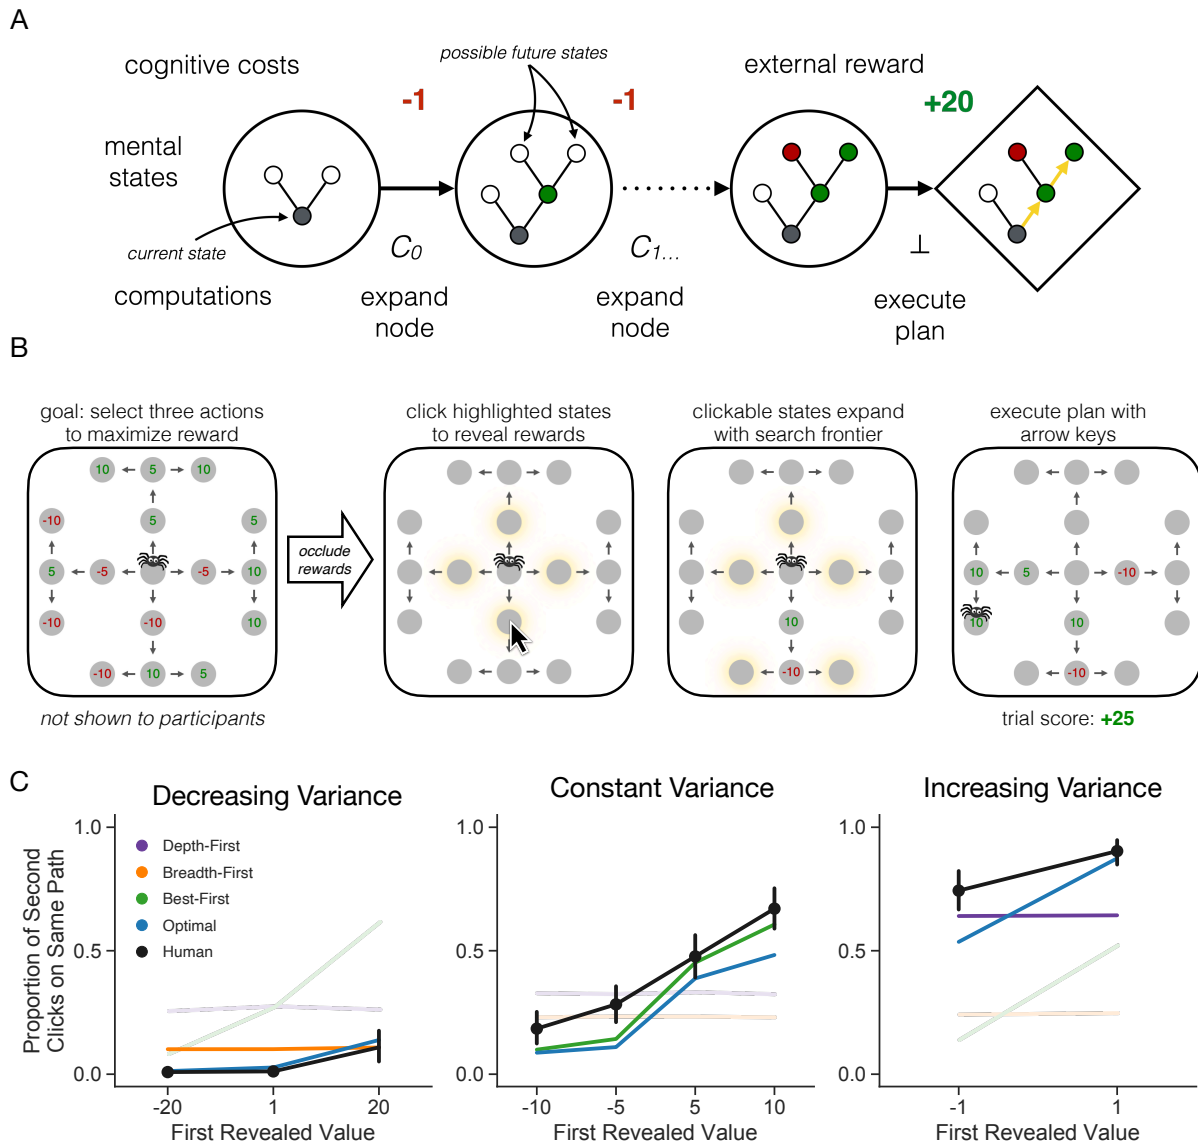 A
cognitive costs
possible future states
external reward
-1
-1
+20
mental
states
current state
C0
C1...
⊥
computations
expand
node
expand
node
execute
plan
B
goal: select three actions
to maximize reward
click highlighted states
to reveal rewards
clickable states expand
with search frontier
execute plan with
arrow keys
10 5 10
-10 5 5
5 -5 -5 10
-10 -10 10
-10 10 5
occlude
rewards
10
-10
10 5 -10
10 10
-10
not shown to participants
trial score: +25
C
Decreasing Variance
Constant Variance
Increasing Variance
Proportion of Second
Clicks on Same Path
1.0
0.5
0.0
Depth-First
Breadth-First
Best-First
Optimal
Human
-20 1 20
First Revealed Value
1.0
0.5
0.0
-10 -5 5 10
First Revealed Value
1.0
0.5
0.0
-1 1
First Revealed Value